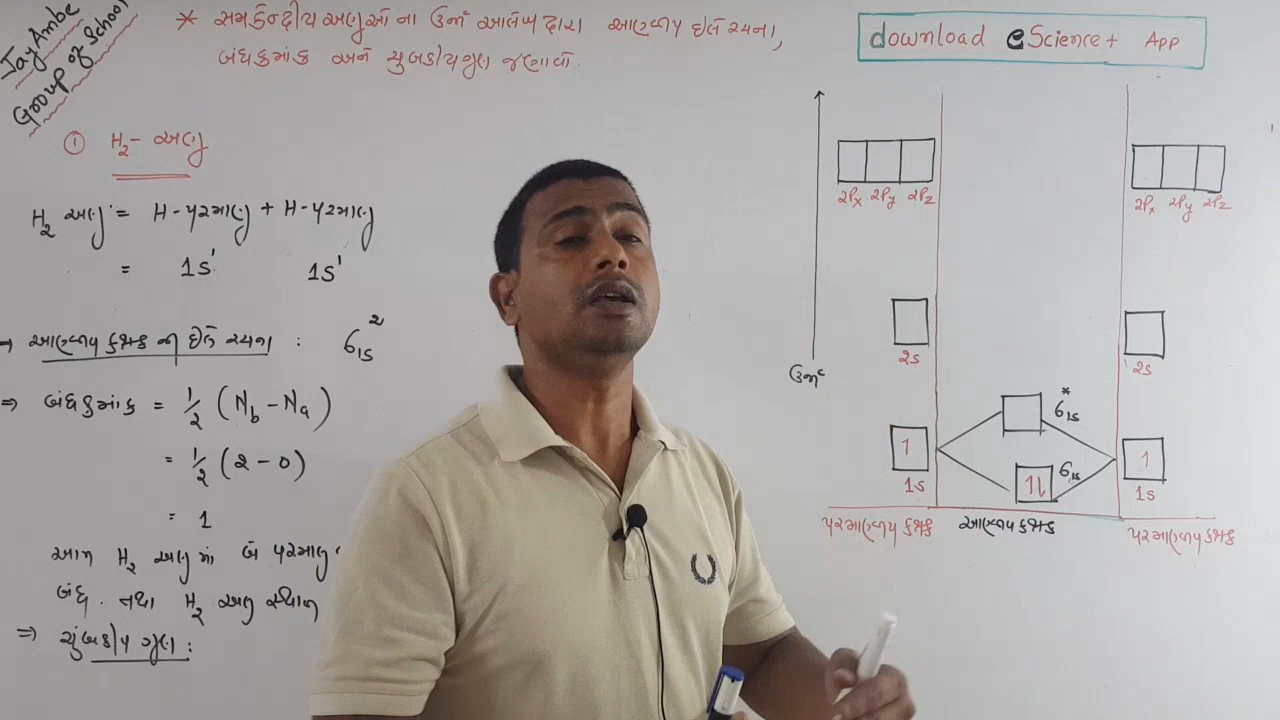 Jay Ambe
Group of School
* સમકેન્દ્રીય અણુઓ ના ઉર્જા આલેખ દ્વારા આણ્વીય ઈલે રચના,
બંધક્રમાંક અને ચુંબકીય ગુણ જણાવો.
download eScience+ App
① H₂ - અણુ
H₂ અણુ = H - પરમાણુ + H - પરમાણુ
= 1s¹ 1s¹
→ આણ્વીય કક્ષક ની ઈલે રચના : σ1s²
⇒ બંધક્રમાંક = 1/2 (Nb - Na)
= 1/2 (2 - 0)
= 1
આમ H₂ અણુ માં બે પરમાણુ
બંધ. તથા H₂ અણુ સ્થાયી
⇒ ચુંબકીય ગુણ :
2Px 2Py 2Pz
2Px 2Py 2Pz
2s
2s
ઉર્જા
σ*1s
1
1s
1⇂
σ1s
1
1s
પરમાણ્વીય કક્ષક
આણ્વીય કક્ષક
પરમાણ્વીય કક્ષક